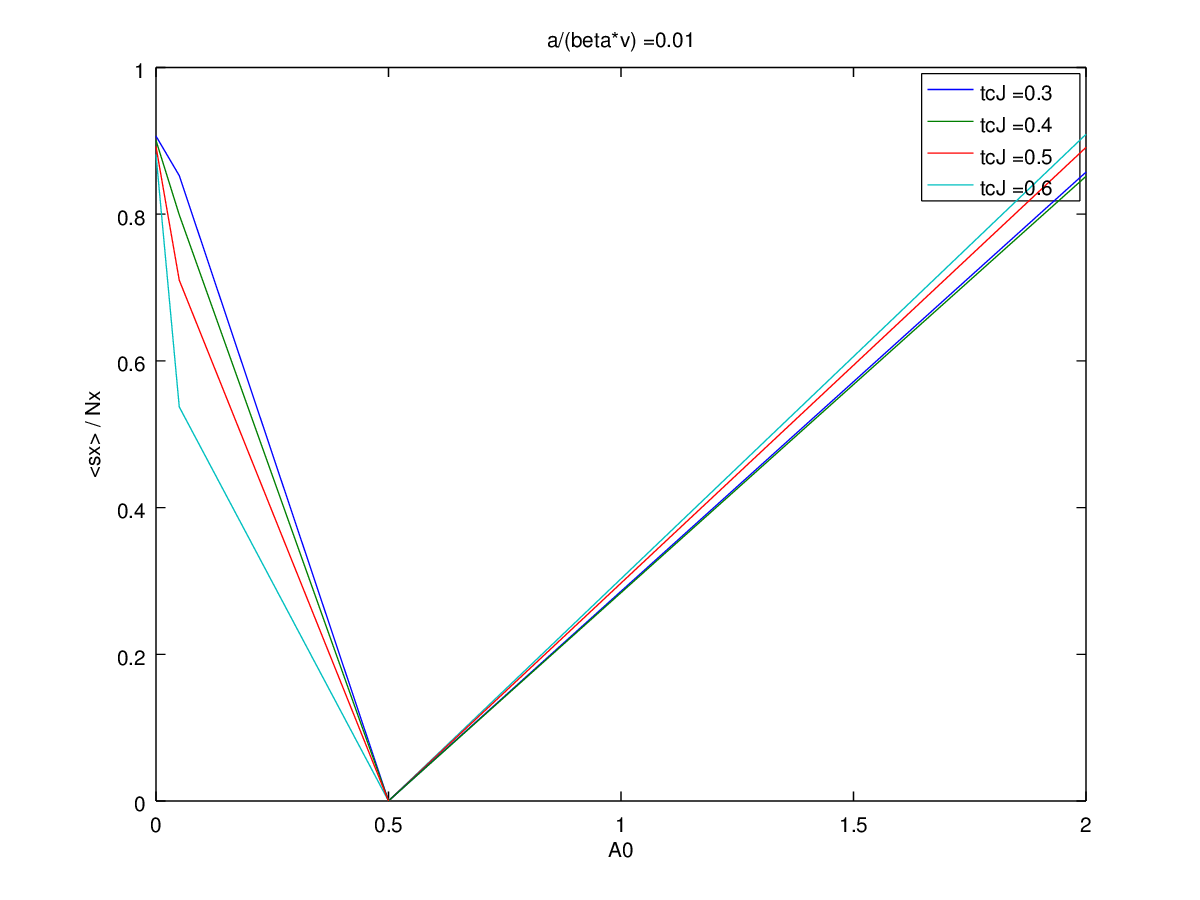 a/(beta*v) =0.01
1
0.8
0.6
0.4
0.2
0
<sx> / Nx
tcJ =0.3
tcJ =0.4
tcJ =0.5
tcJ =0.6
0 0.5 1 1.5 2
A0